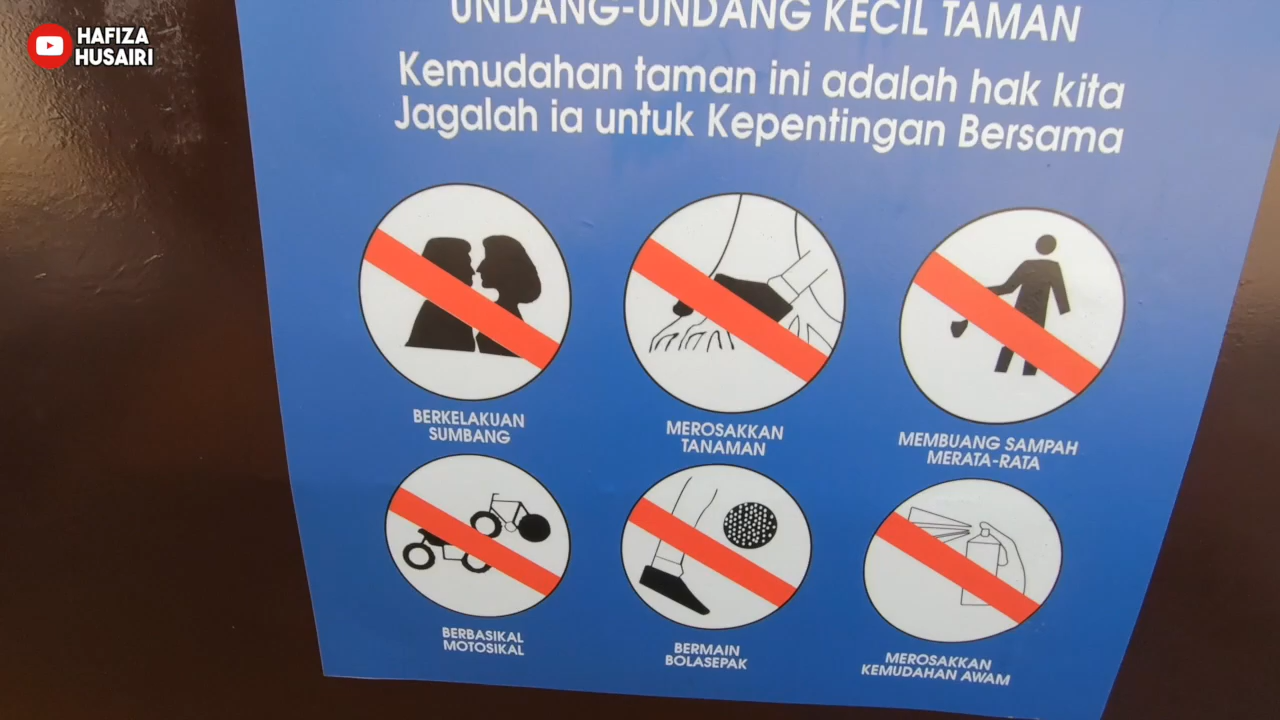 HAFIZA
HUSAIRI
UNDANG-UNDANG KECIL TAMAN
Kemudahan taman ini adalah hak kita
Jagalah ia untuk Kepentingan Bersama
BERKELAKUAN
SUMBANG
MEROSAKKAN
TANAMAN
MEMBUANG SAMPAH
MERATA-RATA
BERBASIKAL
MOTOSIKAL
BERMAIN
BOLASEPAK
MEROSAKKAN
KEMUDAHAN AWAM